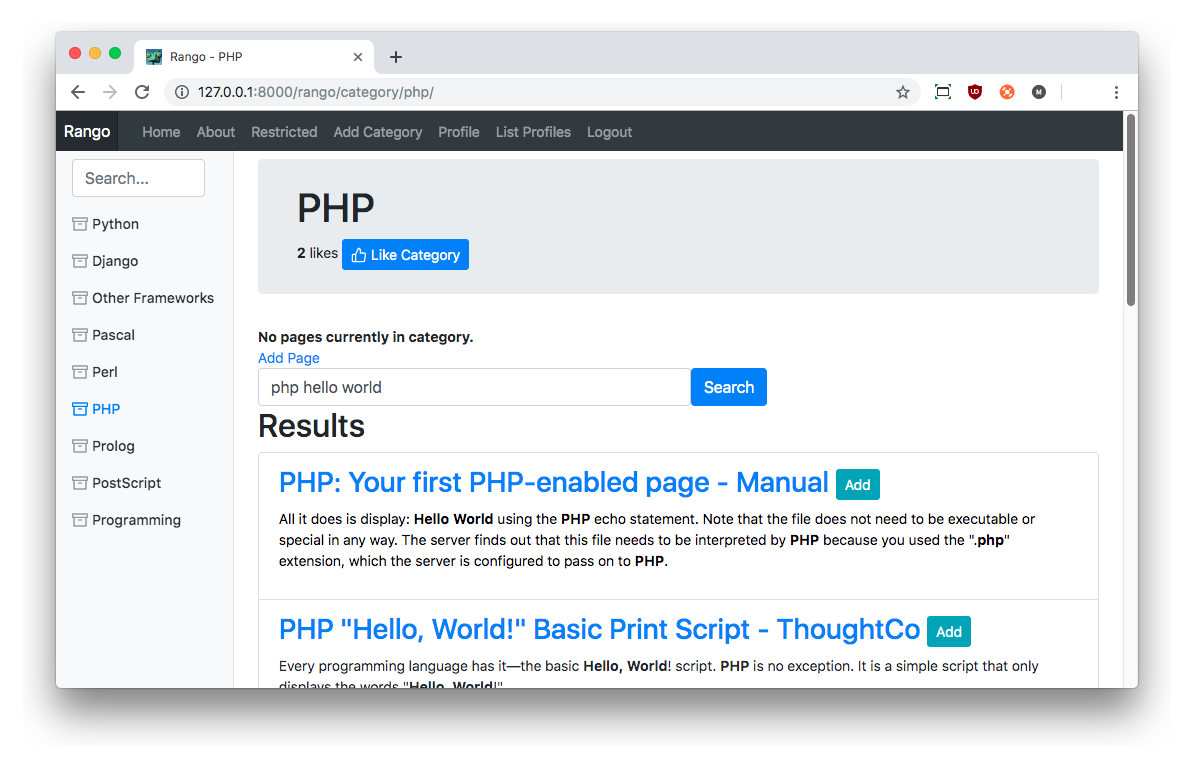 Rango - PHP
127.0.0.1:8000/rango/category/php/
Rango Home About Restricted Add Category Profile List Profiles Logout
Search...
Python
Django
Other Frameworks
Pascal
Perl
PHP
Prolog
PostScript
Programming
PHP
2 likes Like Category
No pages currently in category.
Add Page
php hello world Search
Results
PHP: Your first PHP-enabled page - Manual Add
All it does is display: Hello World using the PHP echo statement. Note that the file does not need to be executable or
special in any way. The server finds out that this file needs to be interpreted by PHP because you used the ".php"
extension, which the server is configured to pass on to PHP.
PHP "Hello, World!" Basic Print Script - ThoughtCo Add
Every programming language has it—the basic Hello, World! script. PHP is no exception. It is a simple script that only
displays the words "Hello, World!"